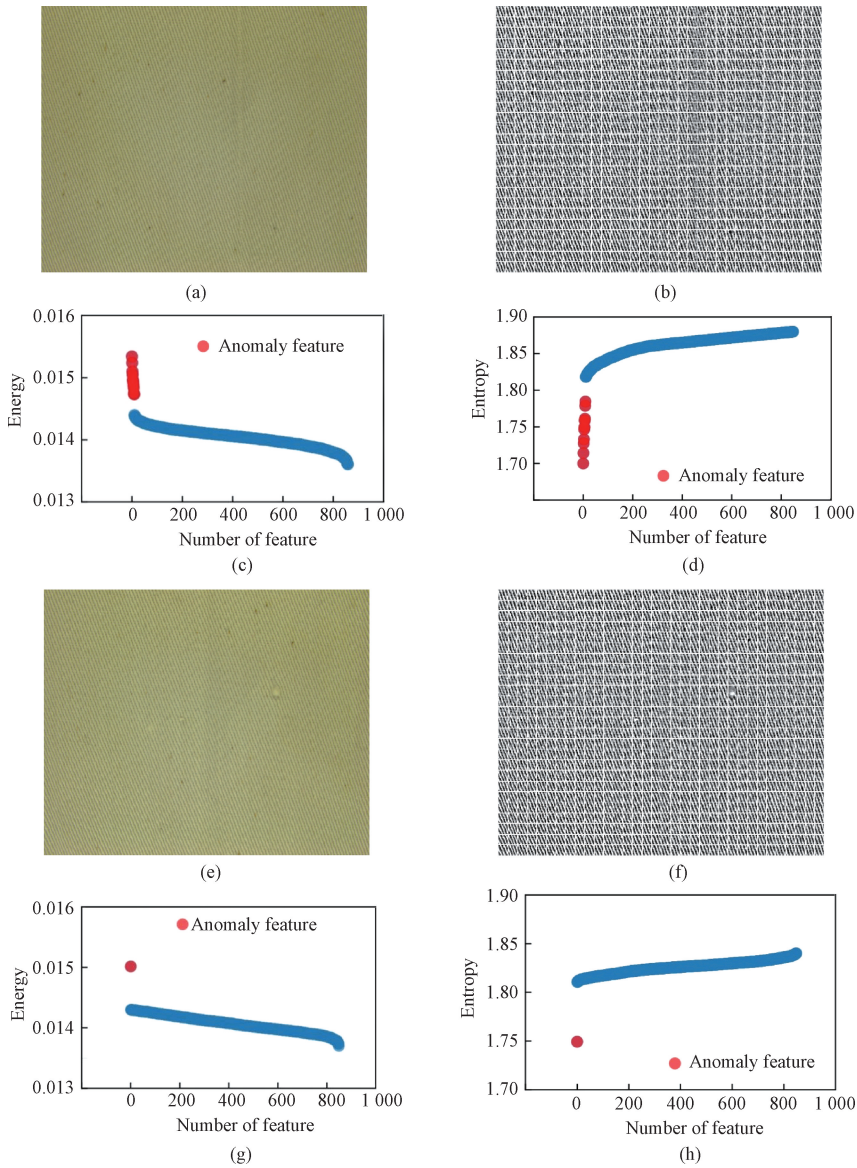 (a)
(b)
0.016
0.015
0.014
0.013
Energy
Anomaly feature
0
200
400
600
800
1 000
Number of feature
(c)
1.90
1.85
1.80
1.75
1.70
Entropy
Anomaly feature
0
200
400
600
800
1 000
Number of feature
(d)
(e)
(f)
0.016
0.015
0.014
0.013
Energy
Anomaly feature
0
200
400
600
800
1 000
Number of feature
(g)
1.90
1.85
1.80
1.75
1.70
Entropy
Anomaly feature
0
200
400
600
800
1 000
Number of feature
(h)